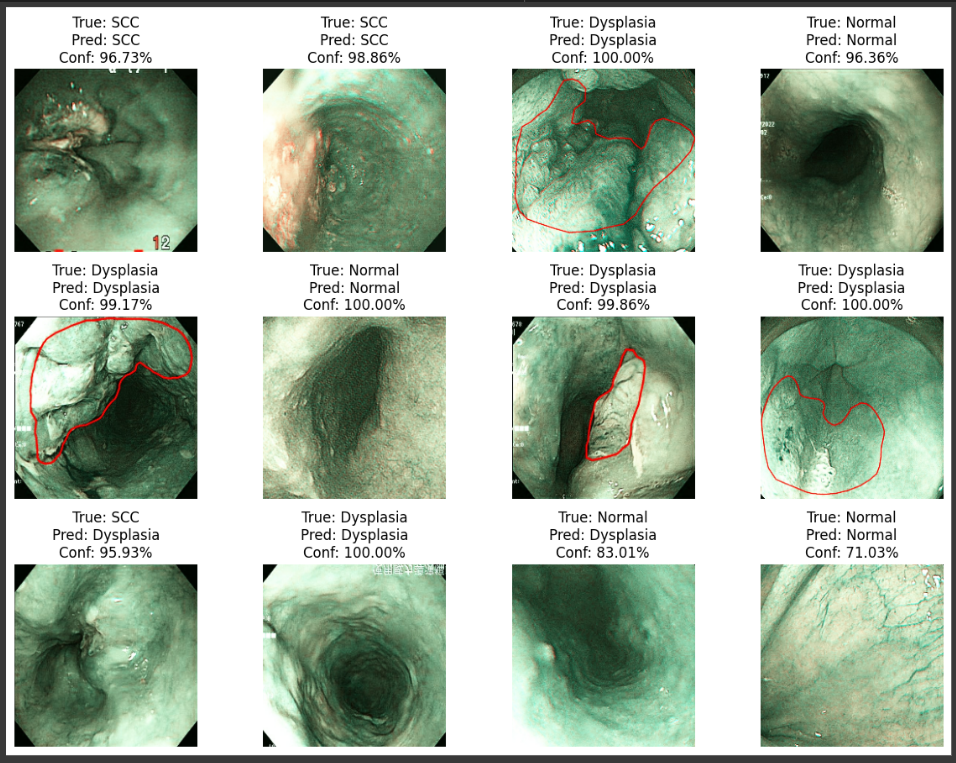 True: SCC
Pred: SCC
Conf: 96.73%
True: SCC
Pred: SCC
Conf: 98.86%
True: Dysplasia
Pred: Dysplasia
Conf: 100.00%
True: Normal
Pred: Normal
Conf: 96.36%
12
True: Dysplasia
Pred: Dysplasia
Conf: 99.17%
True: Normal
Pred: Normal
Conf: 100.00%
True: Dysplasia
Pred: Dysplasia
Conf: 99.86%
True: Dysplasia
Pred: Dysplasia
Conf: 100.00%
True: SCC
Pred: Dysplasia
Conf: 95.93%
True: Dysplasia
Pred: Dysplasia
Conf: 100.00%
True: Normal
Pred: Dysplasia
Conf: 83.01%
True: Normal
Pred: Normal
Conf: 71.03%